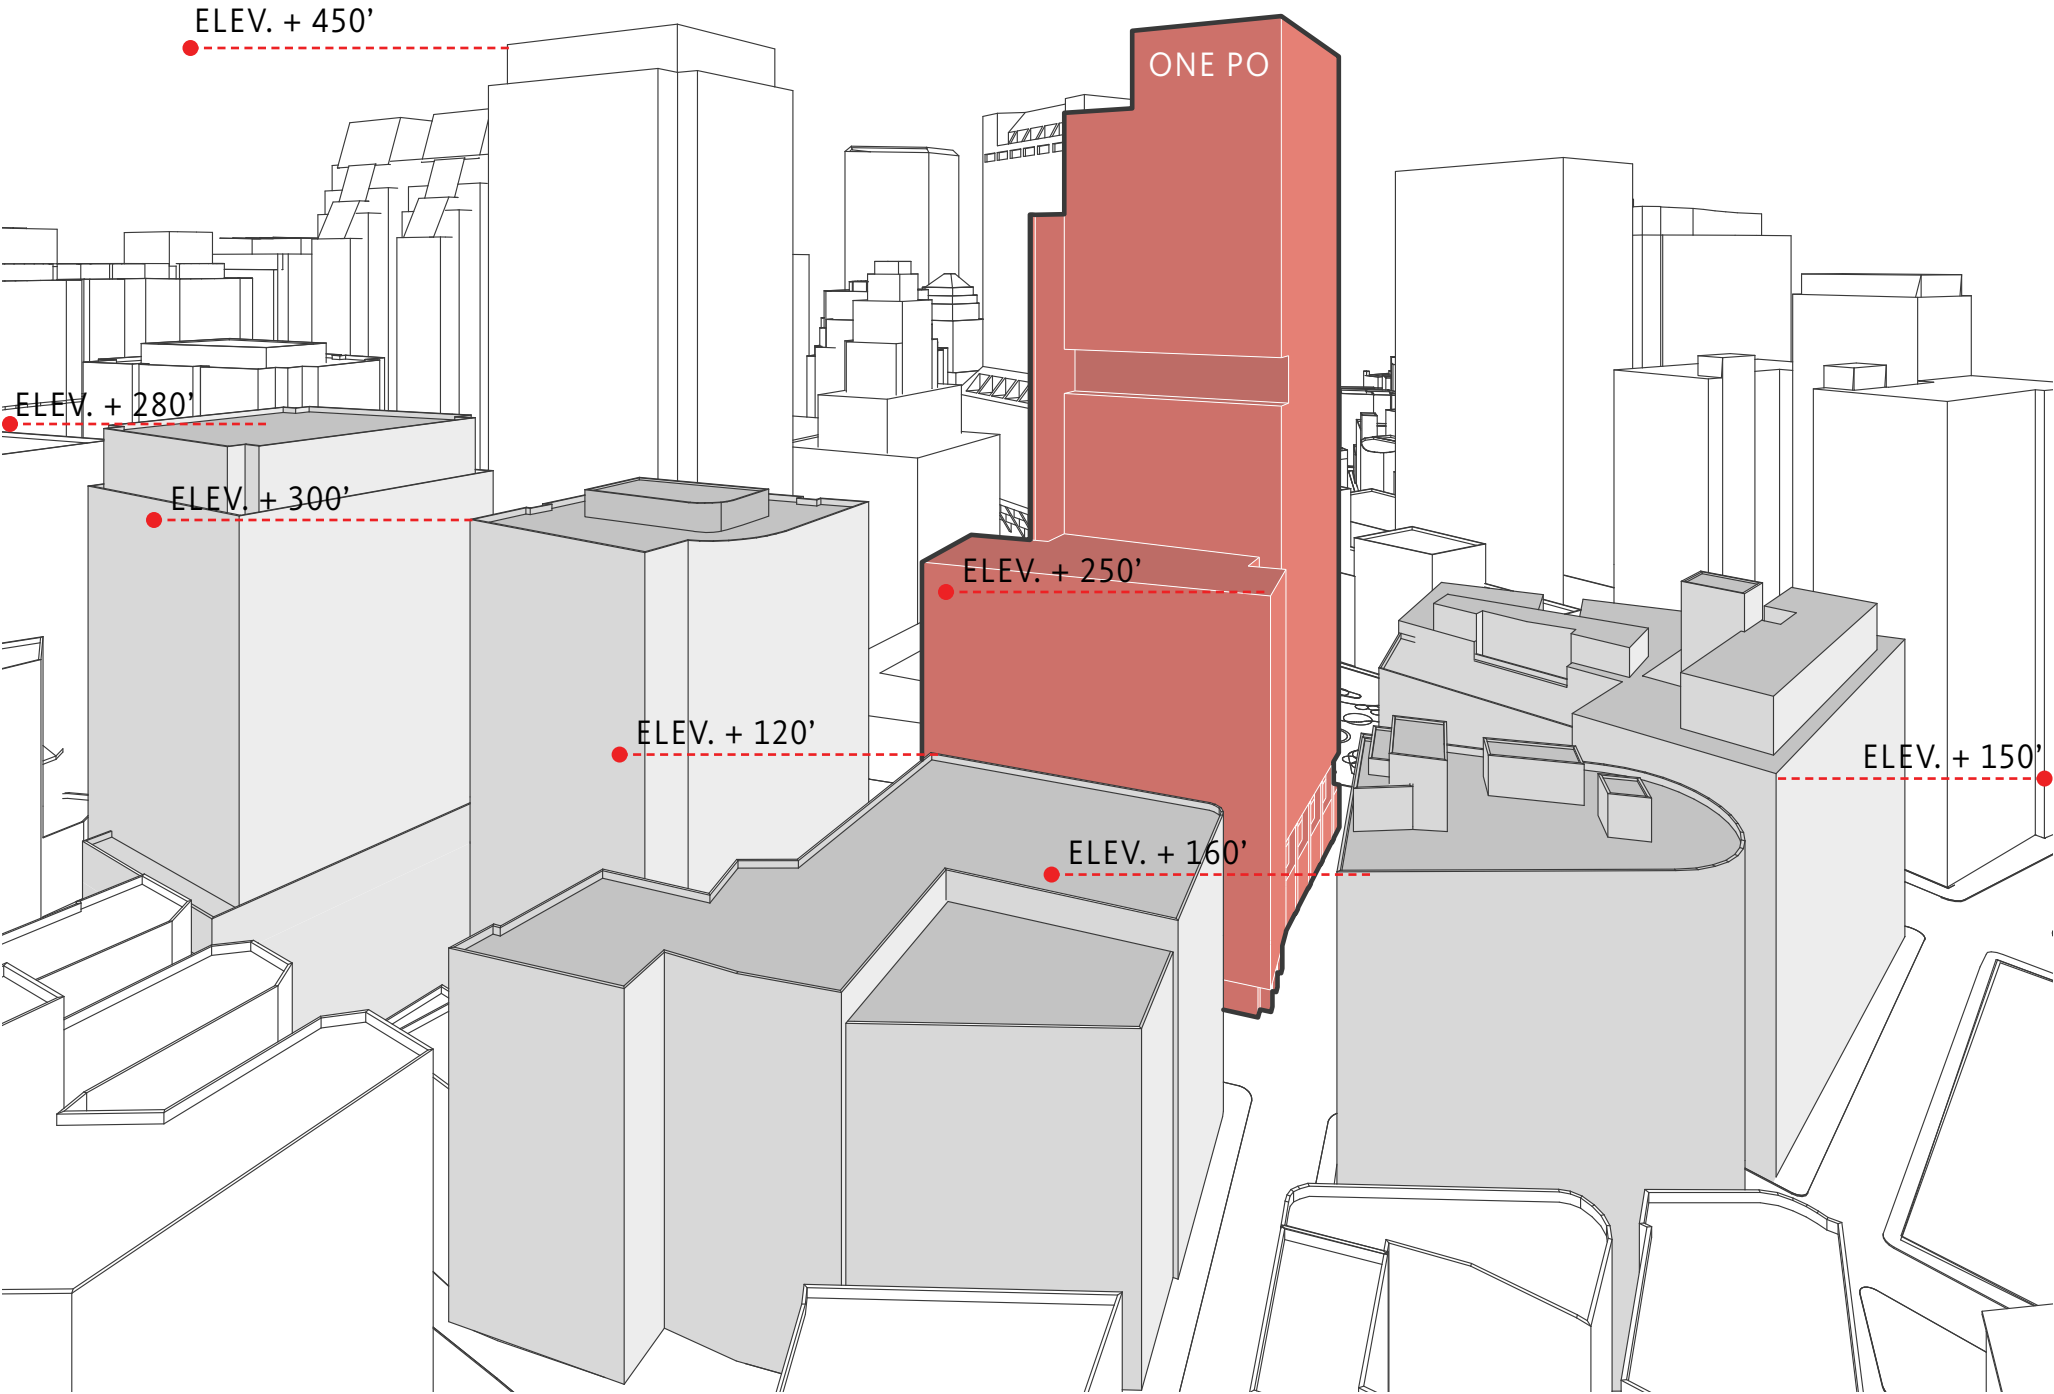 ELEV. + 450’
ONE PO
ELEV. + 280’
ELEV. + 300’
ELEV. + 250’
ELEV. + 120’
ELEV. + 150’
ELEV. + 160’